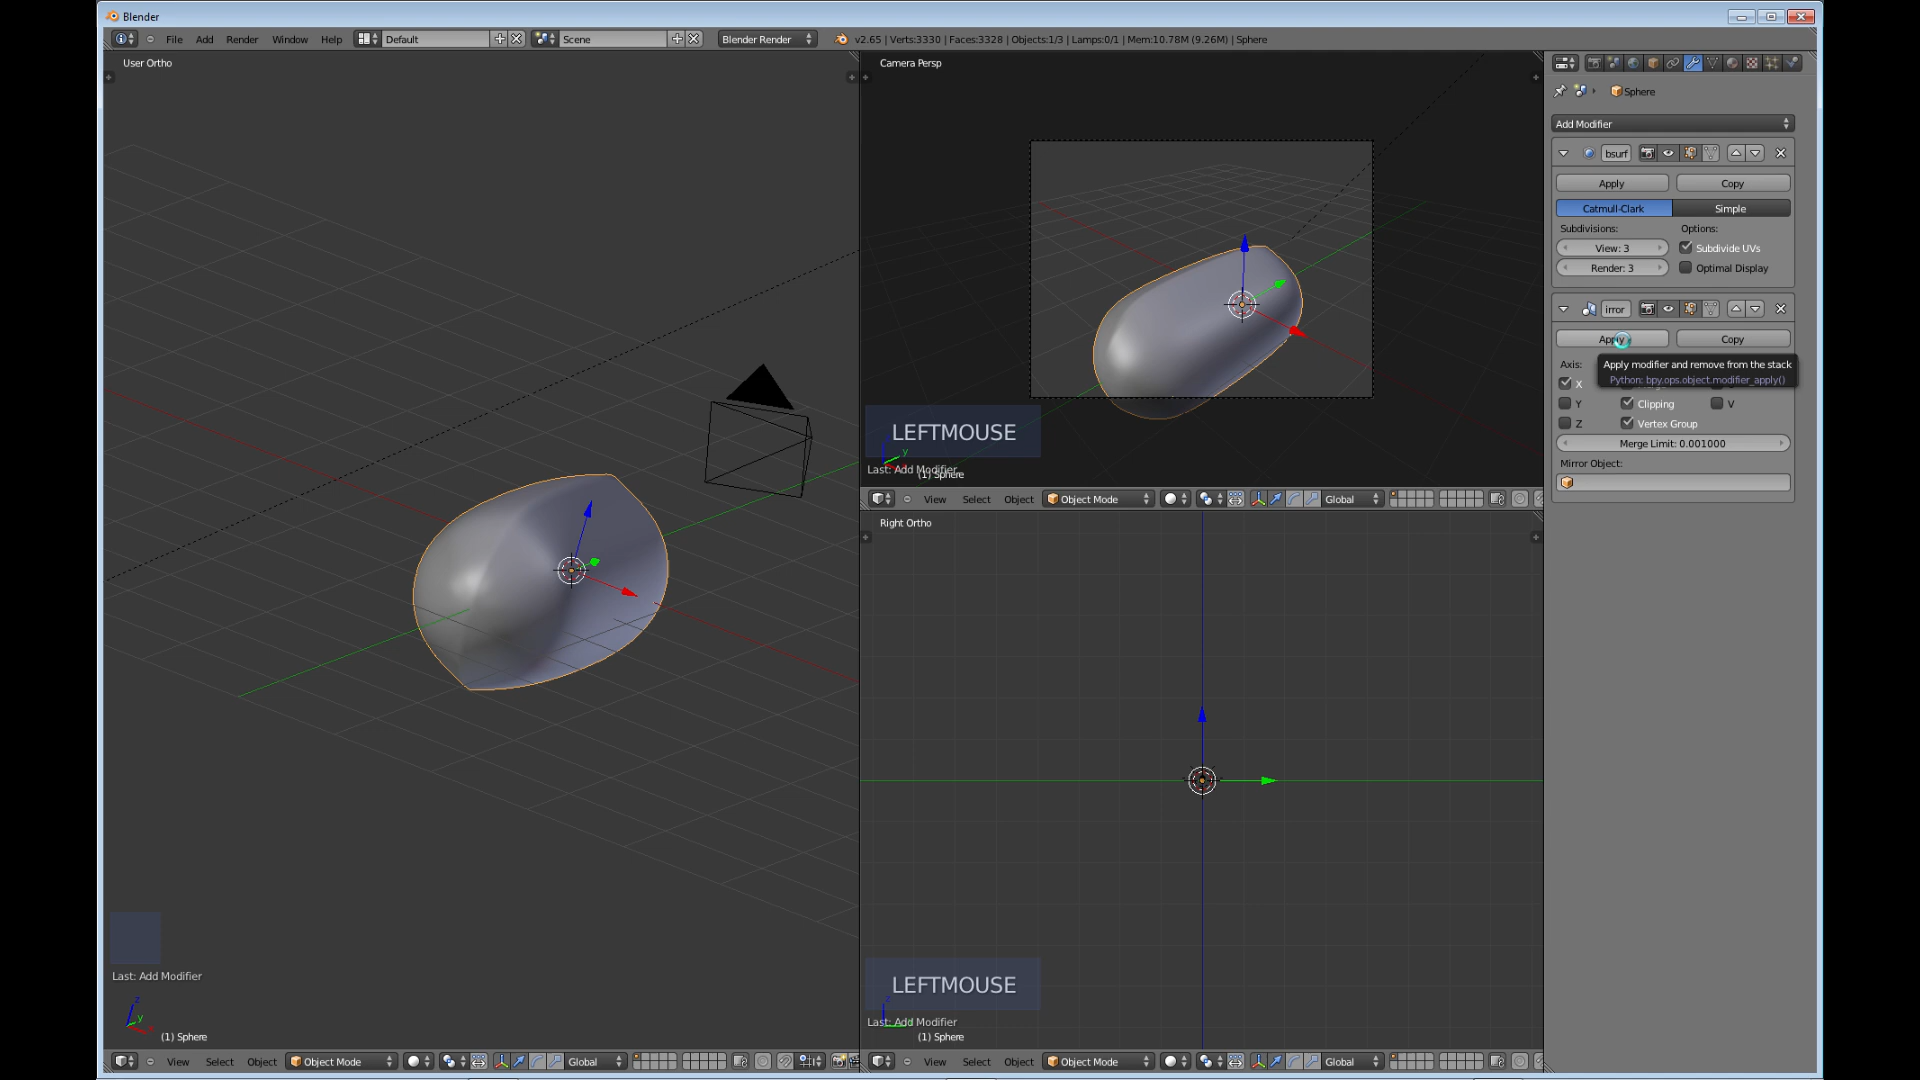 Blender
File Add Render Window Help Default Scene Blender Render v2.65 | Verts:3330 | Faces:3328 | Objects:1/3 | Lamps:0/1 | Mem:10.78M (9.26M) | Sphere
User Ortho
Camera Persp
Sphere
Add Modifier
bsurf
Apply Copy
Catmull-Clark Simple
Subdivisions: Options:
View: 3 Subdivide UVs
Render: 3 Optimal Display
irror
Apply Copy
Axis:
Apply modifier and remove from the stack
Python: bpy.ops.object.modifier_apply()
X
Y Clipping V
Z Vertex Group
Merge Limit: 0.001000
Mirror Object:
LEFTMOUSE
y
Last: Add Modifier
(1) Sphere
View Select Object Object Mode Global
Right Ortho
LEFTMOUSE
z
Last: Add Modifier
(1) Sphere
View Select Object Object Mode Global
Last: Add Modifier
z
y
x
(1) Sphere
View Select Object Object Mode Global